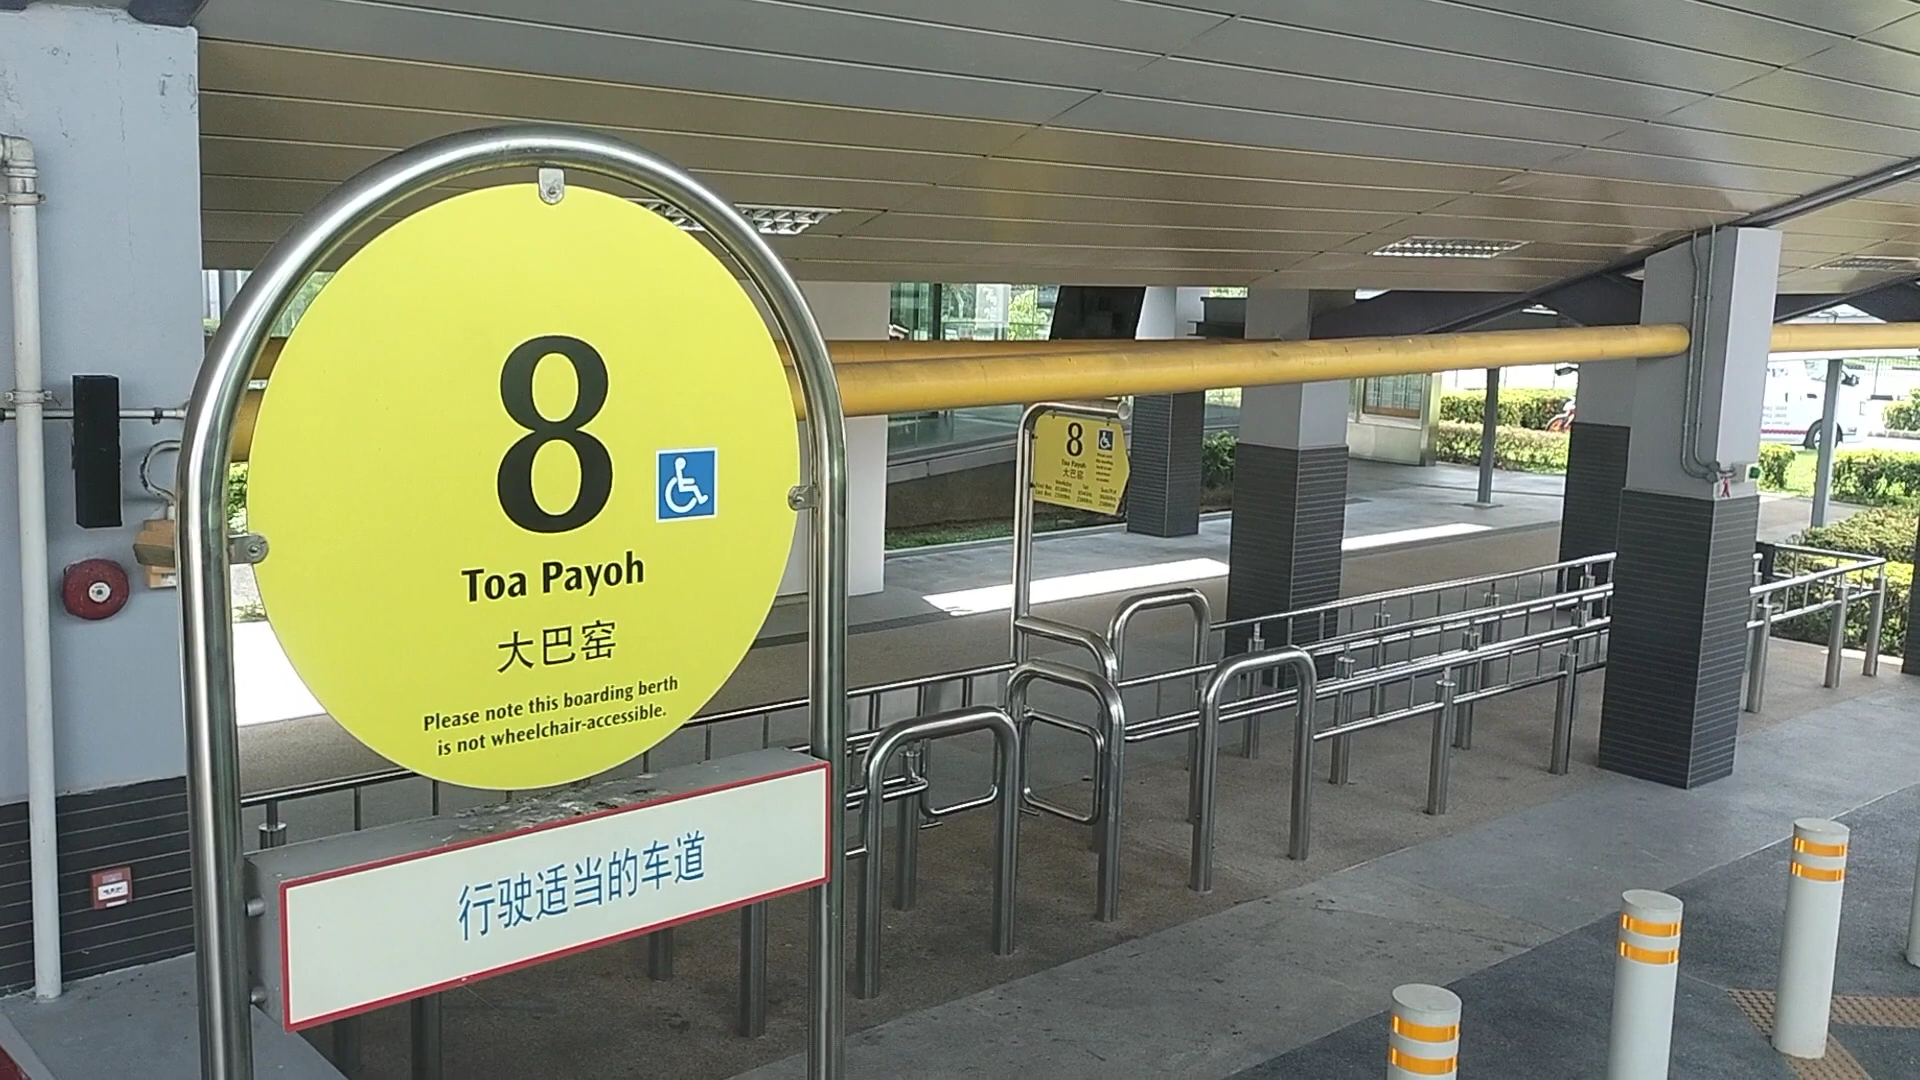 8
Toa Payoh
大巴窑
Please note this boarding berth
is not wheelchair-accessible.
行驶适当的车道
8
Toa Payoh
大巴窑